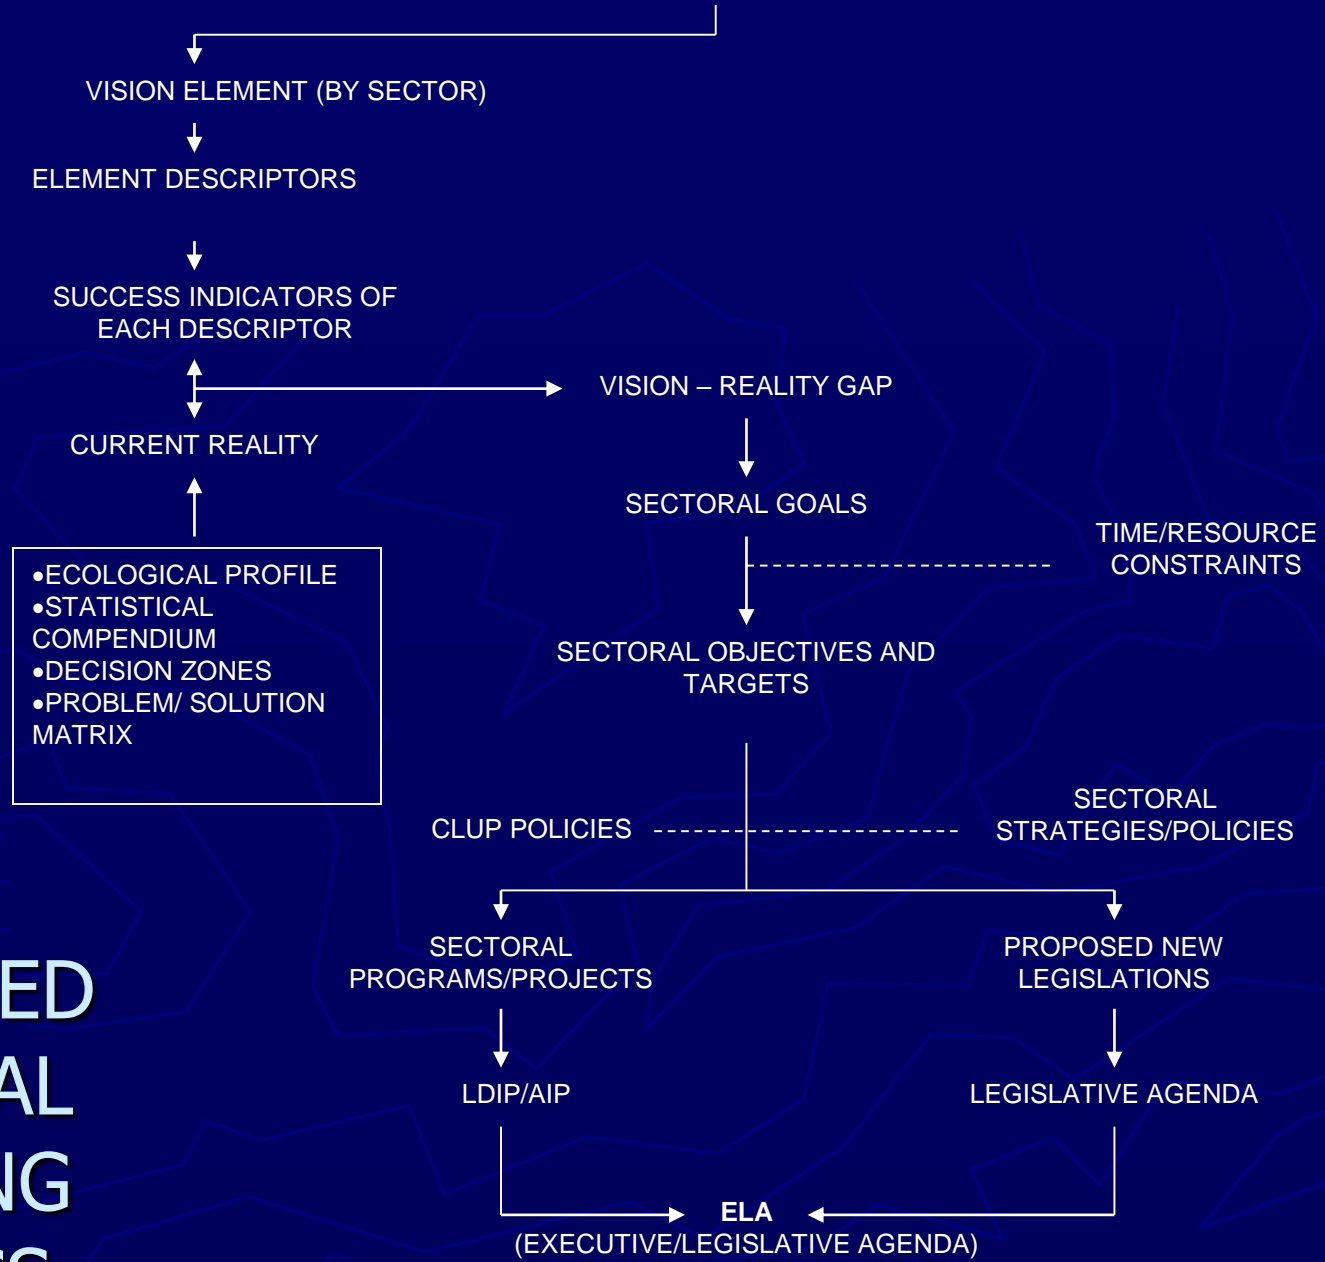 VISION ELEMENT (BY SECTOR)
ELEMENT DESCRIPTORS
SUCCESS INDICATORS OF
EACH DESCRIPTOR
VISION – REALITY GAP
CURRENT REALITY
SECTORAL GOALS
TIME/RESOURCE
CONSTRAINTS
•ECOLOGICAL PROFILE
•STATISTICAL
COMPENDIUM
•DECISION ZONES
•PROBLEM/ SOLUTION
MATRIX
SECTORAL OBJECTIVES AND
TARGETS
CLUP POLICIES
SECTORAL
STRATEGIES/POLICIES
SECTORAL
PROGRAMS/PROJECTS
PROPOSED NEW
LEGISLATIONS
LDIP/AIP
LEGISLATIVE AGENDA
ELA
(EXECUTIVE/LEGISLATIVE AGENDA)
ED
AL
NG